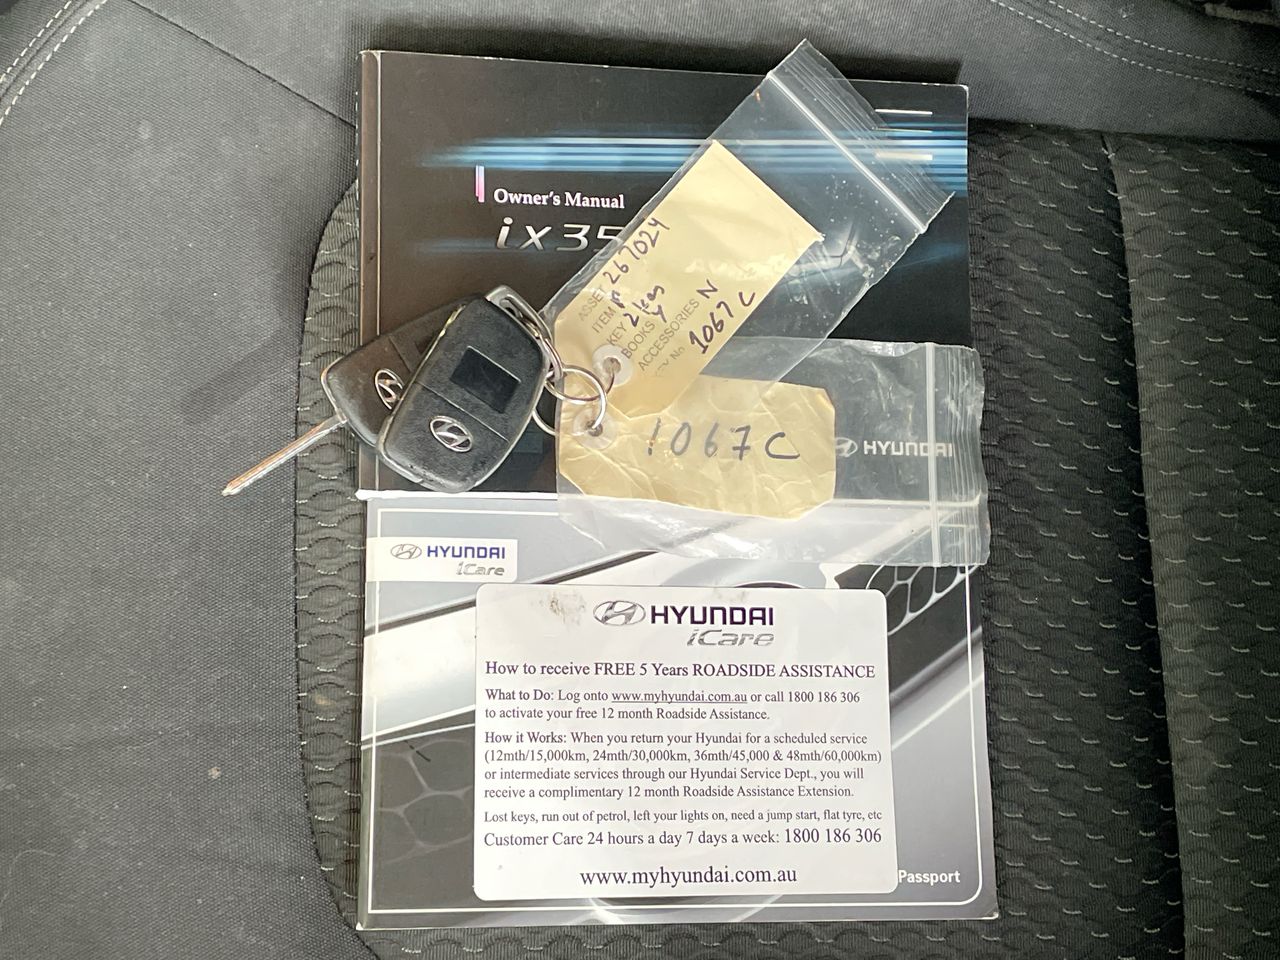 Owner's Manual
ix35
ASSET 267024
ITEM
KEY 2 keys
BOOKS Y
ACCESSORIES N
KEY No 1067 C
1067 C
HYUNDAI
HYUNDAI
iCare
HYUNDAI
iCare
How to receive FREE 5 Years ROADSIDE ASSISTANCE
What to Do: Log onto www.myhyundai.com.au or call 1800 186 306
to activate your free 12 month Roadside Assistance.
How it Works: When you return your Hyundai for a scheduled service
(12mth/15,000km, 24mth/30,000km, 36mth/45,000 & 48mth/60,000km)
or intermediate services through our Hyundai Service Dept., you will
receive a complimentary 12 month Roadside Assistance Extension.
Lost keys, run out of petrol, left your lights on, need a jump start, flat tyre, etc
Customer Care 24 hours a day 7 days a week: 1800 186 306
www.myhyundai.com.au
Passport